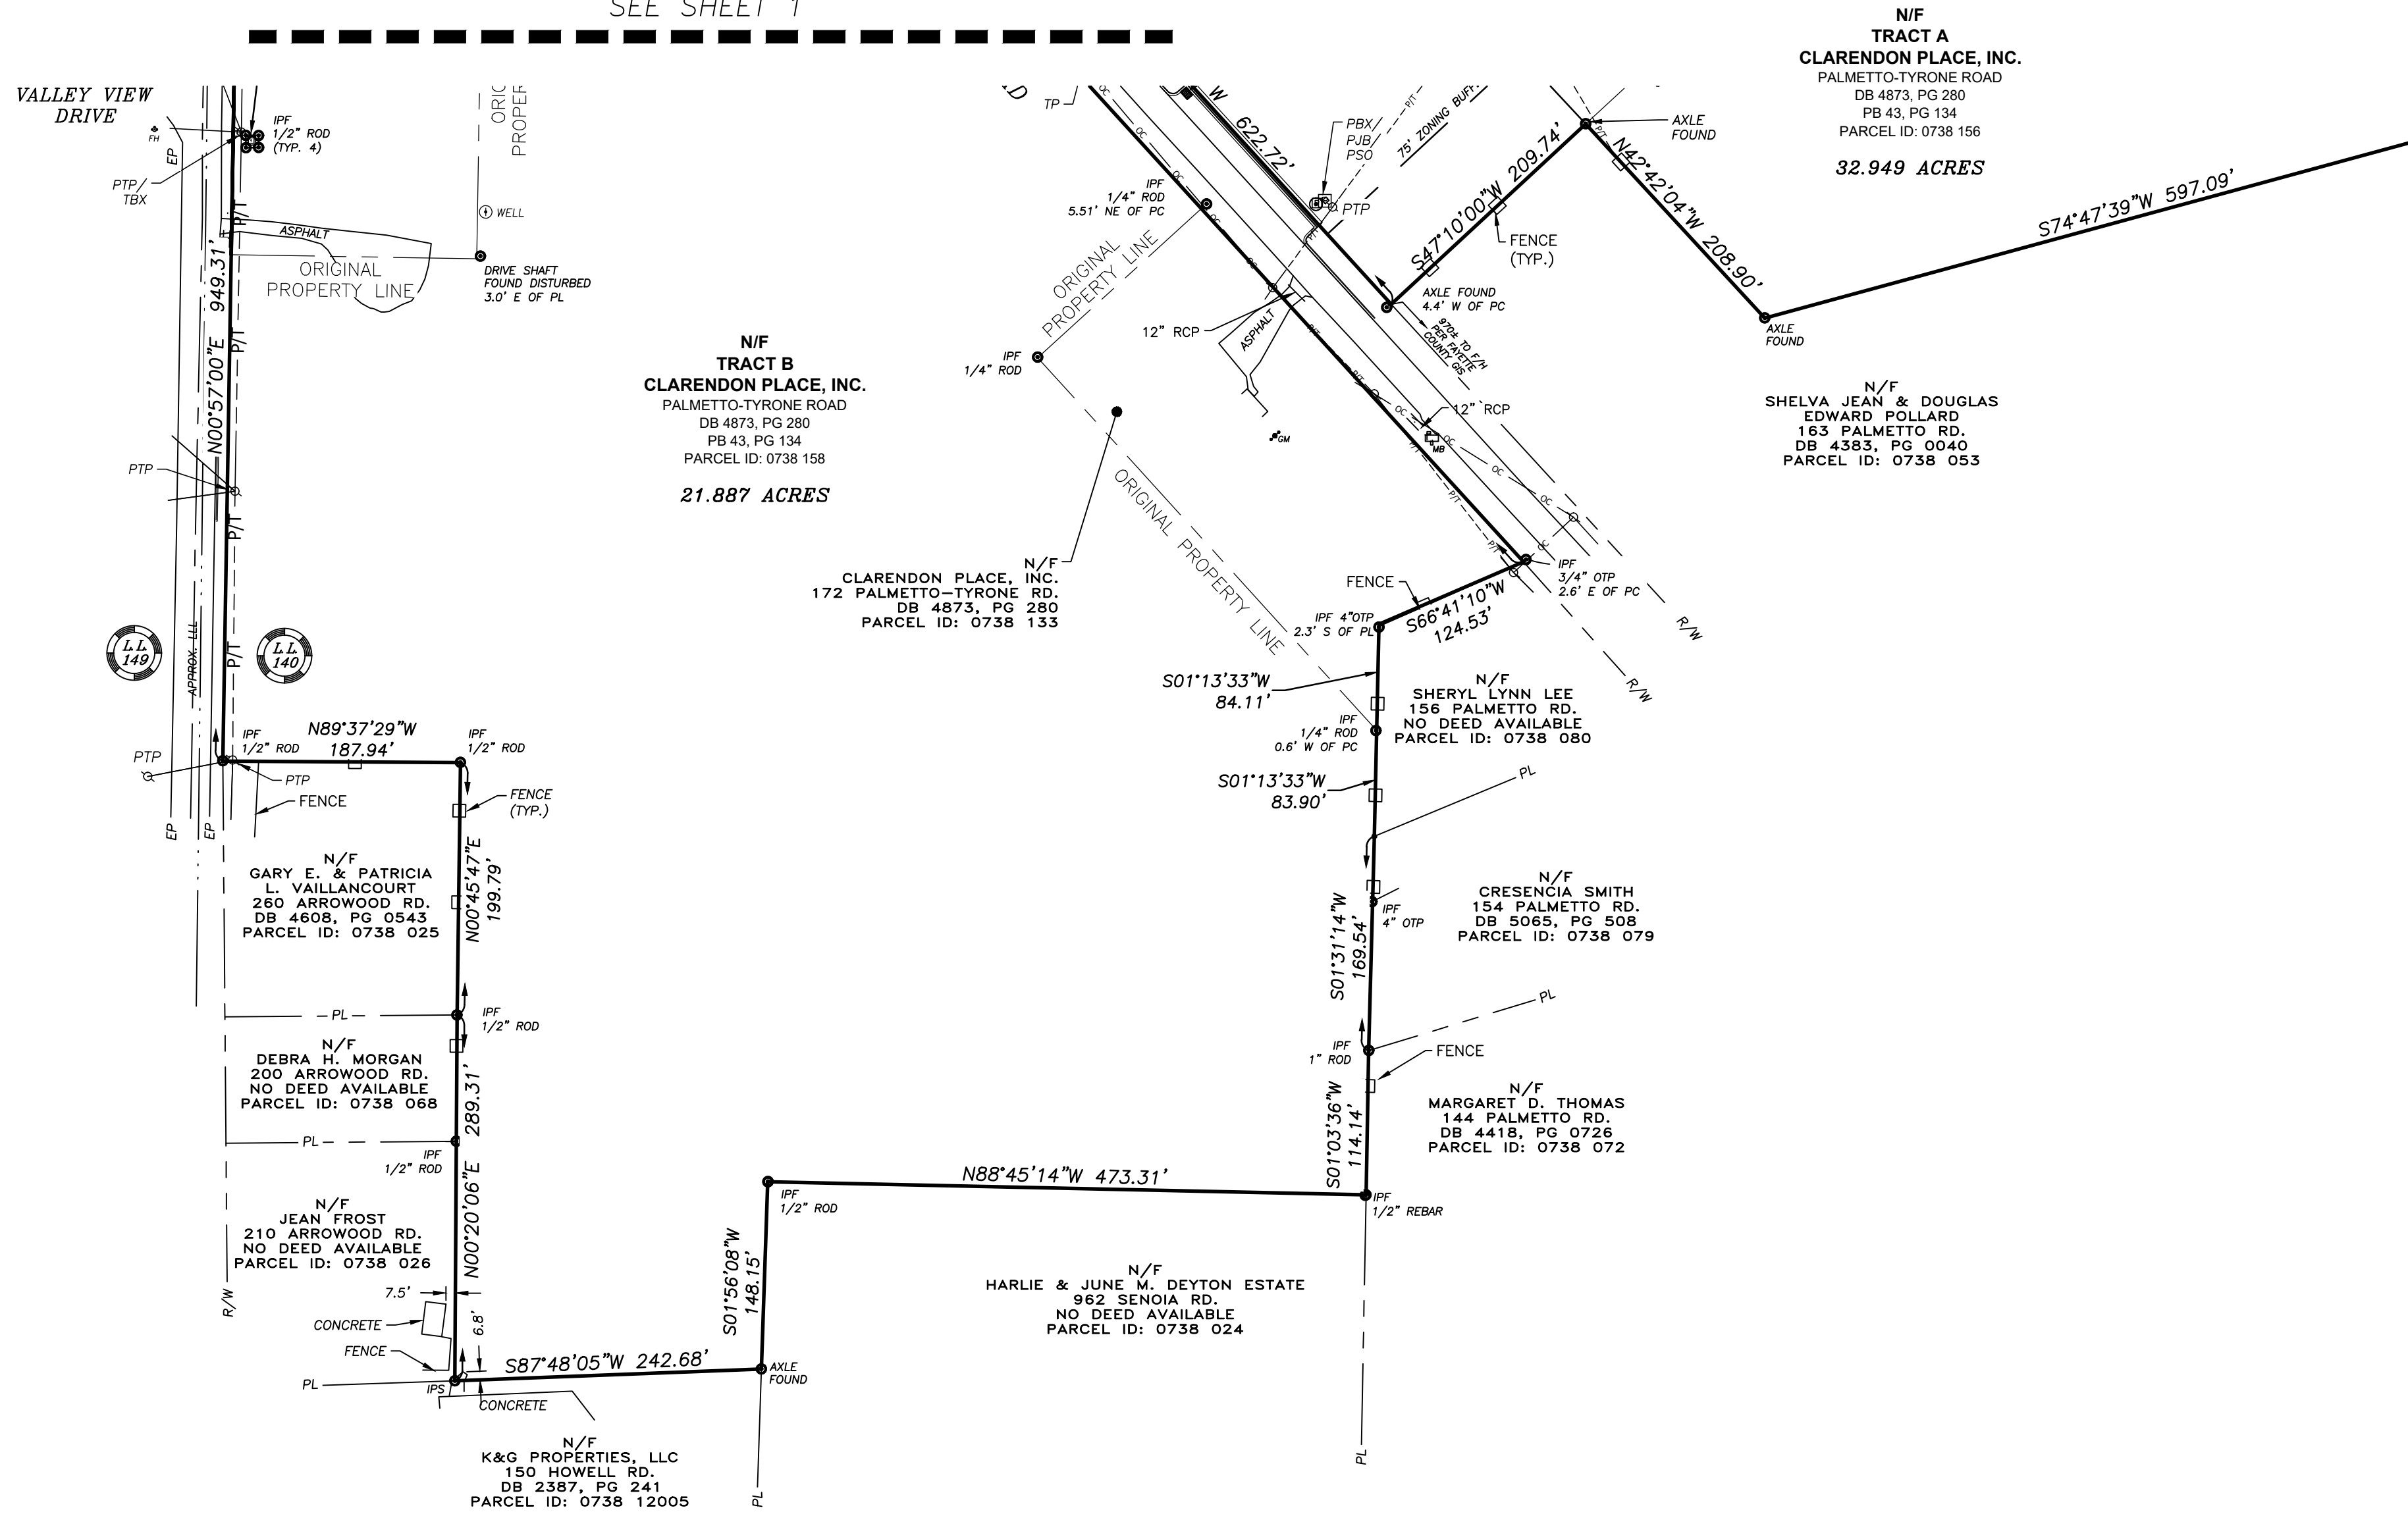 SEE SHEET 1
VALLEY VIEW
DRIVE
FH
EP
IPF
1/2" ROD
(TYP. 4)
PTP/
TBX
P/T
ASPHALT
WELL
ORIGINAL
PROPERTY LINE
DRIVE SHAFT
FOUND DISTURBED
3.0' E OF PL
N00°57'00"E 949.31'
P/T
PTP
P/T
P/T
APPROX. LLL
L.L.
149
L.L.
140
TP
W 622.72'
PBX/
PJB
PSO
PTP
P/T
IPF
1/4" ROD
5.51' NE OF PC
ORIGINAL
PROPERTY LINE
IPF
1/4" ROD
12" RCP
ASPHALT
GM
12" RCP
MB
OC
OC
OC
OC
OC
OC
OC
OC
P/T
P/T
P/T
P/T
P/T
S47°10'00"W 209.74'
FENCE
(TYP.)
AXLE FOUND
4.4' W OF PC
970± TO F/H
PER FAYETTE
COUNTY GIS
AXLE
FOUND
N42°42'04"W 208.90'
AXLE
FOUND
S74°47'39"W 597.09'
N/F
TRACT A
CLARENDON PLACE, INC.
PALMETTO-TYRONE ROAD
DB 4873, PG 280
PB 43, PG 134
PARCEL ID: 0738 156
32.949 ACRES
N/F
TRACT B
CLARENDON PLACE, INC.
PALMETTO-TYRONE ROAD
DB 4873, PG 280
PB 43, PG 134
PARCEL ID: 0738 158
21.887 ACRES
N/F
SHELVA JEAN & DOUGLAS
EDWARD POLLARD
163 PALMETTO RD.
DB 4383, PG 0040
PARCEL ID: 0738 053
N/F
CLARENDON PLACE, INC.
172 PALMETTO-TYRONE RD.
DB 4873, PG 280
PARCEL ID: 0738 133
ORIGINAL PROPERTY LINE
FENCE
IPF
3/4" OTP
2.6' E OF PC
S66°41'10"W
124.53'
IPF 4"OTP
2.3' S OF PL
R/W
R/W
S01°13'33"W
84.11'
IPF
1/4" ROD
0.6' W OF PC
N/F
SHERYL LYNN LEE
156 PALMETTO RD.
NO DEED AVAILABLE
PARCEL ID: 0738 080
S01°13'33"W
83.90'
PL
IPF
4" OTP
N/F
CRESENCIA SMITH
154 PALMETTO RD.
DB 5065, PG 508
PARCEL ID: 0738 079
S01°31'14"W
169.54'
PL
IPF
1" ROD
FENCE
N/F
MARGARET D. THOMAS
144 PALMETTO RD.
DB 4418, PG 0726
PARCEL ID: 0738 072
S01°03'36"W
114.14'
IPF
1/2" REBAR
PTP
IPF
1/2" ROD
N89°37'29"W
187.94'
IPF
1/2" ROD
PTP
FENCE
EP
EP
FENCE
(TYP.)
N/F
GARY E. & PATRICIA
L. VAILLANCOURT
260 ARROWOOD RD.
DB 4608, PG 0543
PARCEL ID: 0738 025
N00°45'47"E
199.79'
PL
IPF
1/2" ROD
N/F
DEBRA H. MORGAN
200 ARROWOOD RD.
NO DEED AVAILABLE
PARCEL ID: 0738 068
PL
IPF
1/2" ROD
N00°20'06"E 289.31'
N/F
JEAN FROST
210 ARROWOOD RD.
NO DEED AVAILABLE
PARCEL ID: 0738 026
R/W
7.5'
CONCRETE
FENCE
6.8'
PL
IPS
CONCRETE
S87°48'05"W 242.68'
AXLE
FOUND
S01°56'08"W
148.15'
IPF
1/2" ROD
N88°45'14"W 473.31'
N/F
HARLIE & JUNE M. DEYTON ESTATE
962 SENOIA RD.
NO DEED AVAILABLE
PARCEL ID: 0738 024
PL
PL
N/F
K&G PROPERTIES, LLC
150 HOWELL RD.
DB 2387, PG 241
PARCEL ID: 0738 12005